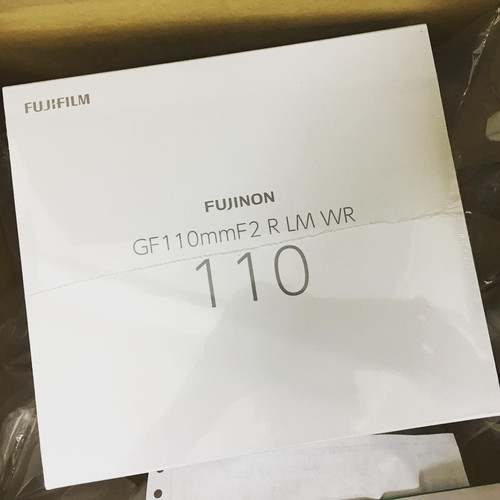 FUJIFILM
FUJINON
GF110mmF2 R LM WR
110